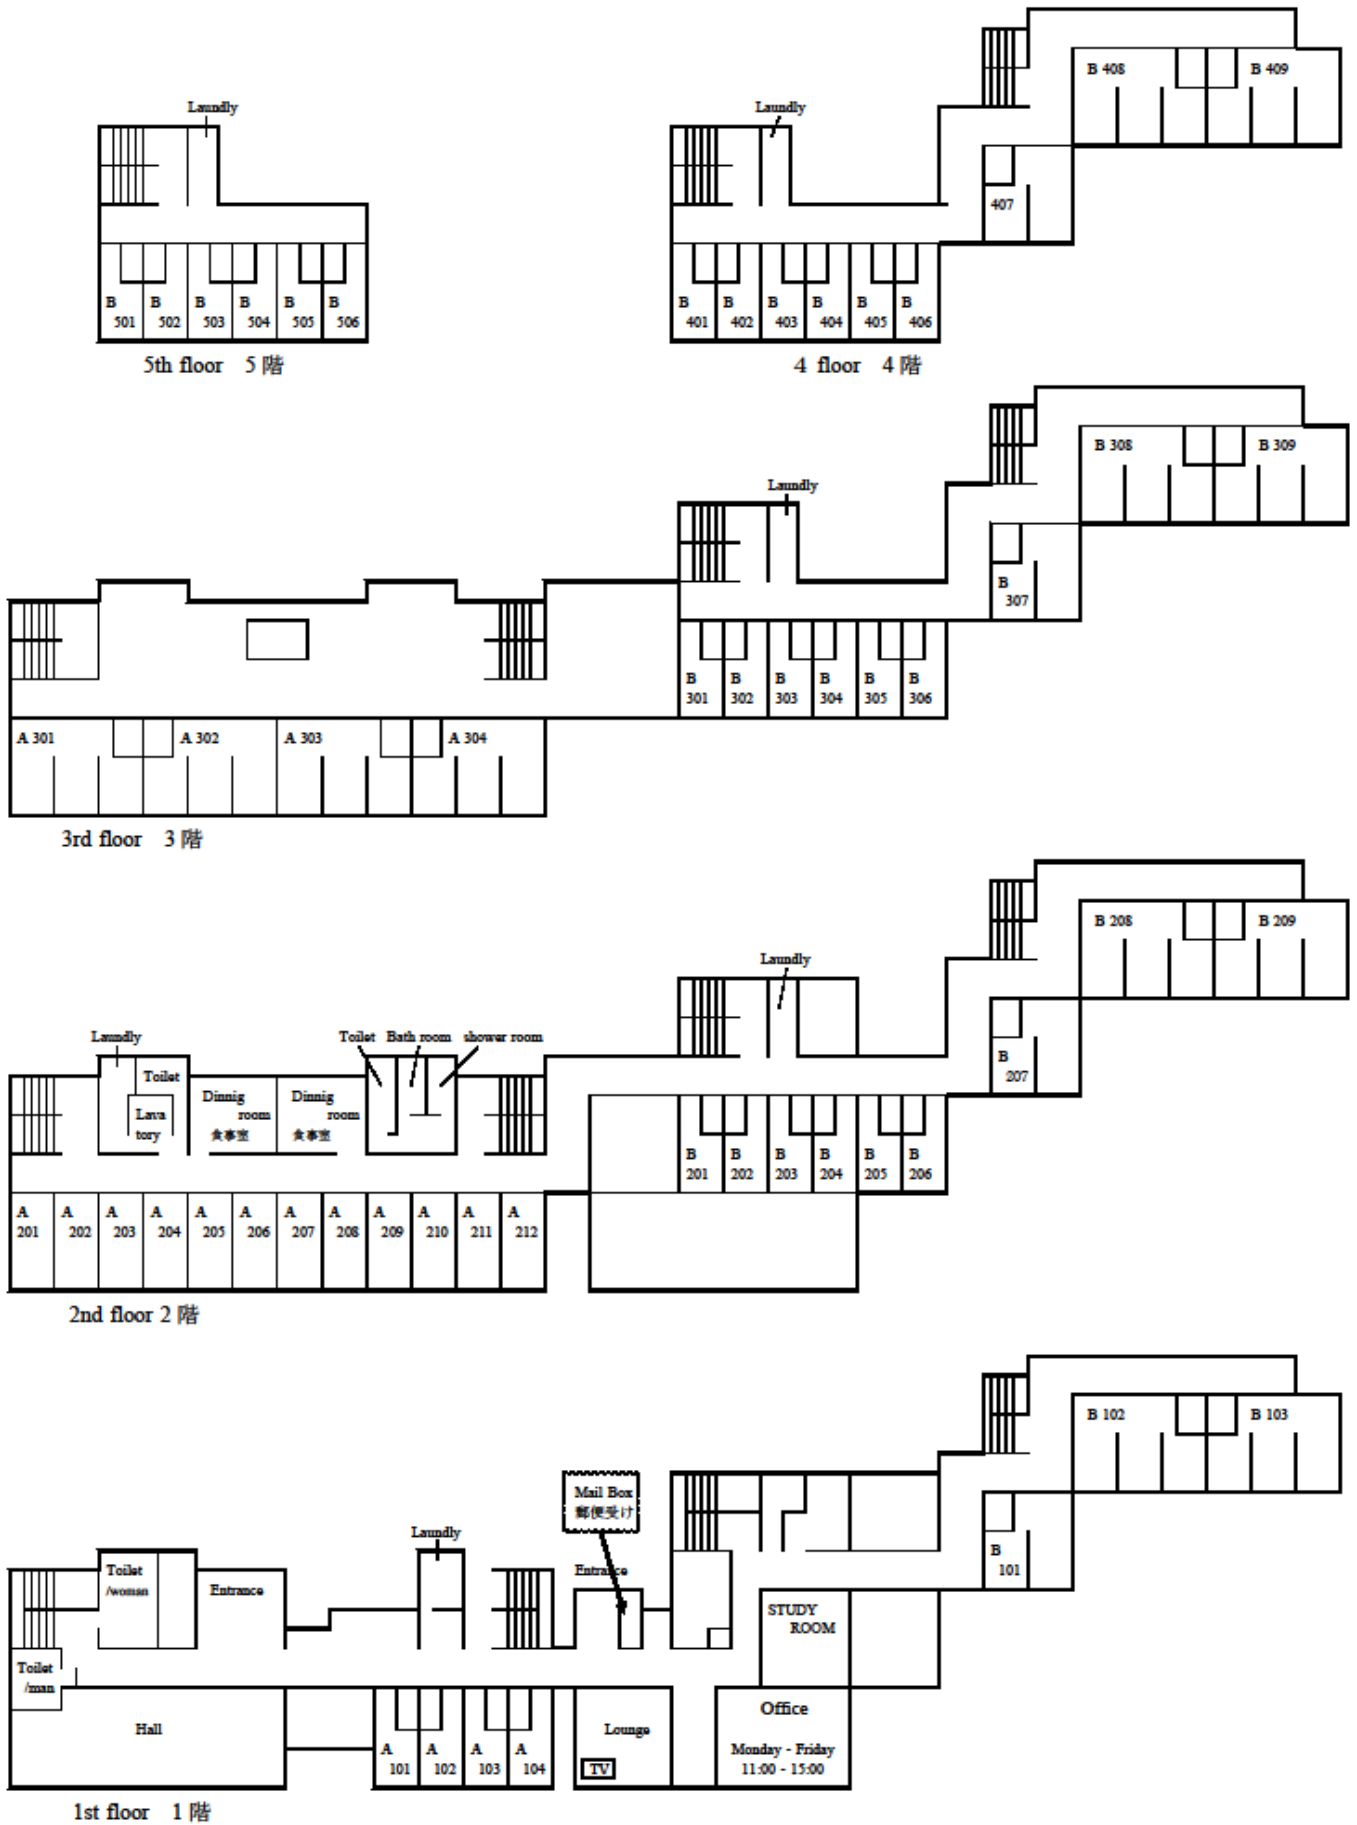 Laundly
B 501
B 502
B 503
B 504
B 505
B 506
5th floor 5 階
Laundly
B 408
B 409
407
B 401
B 402
B 403
B 404
B 405
B 406
4 floor 4 階
Laundly
B 308
B 309
B 307
B 301
B 302
B 303
B 304
B 305
B 306
A 301
A 302
A 303
A 304
3rd floor 3 階
B 208
B 209
Laundly
B 207
Laundly
Toilet
Bath room
shower room
Toilet
Lava
tory
Dinnig
room
食事室
Dinnig
room
食事室
B 201
B 202
B 203
B 204
B 205
B 206
A 201
A 202
A 203
A 204
A 205
A 206
A 207
A 208
A 209
A 210
A 211
A 212
2nd floor 2 階
B 102
B 103
Mail Box
郵便受け
Laundly
B 101
Toilet
/woman
Entrance
Entrance
STUDY
ROOM
Toilet
/man
Hall
A 101
A 102
A 103
A 104
Lounge
TV
Office
Monday - Friday
11:00 - 15:00
1st floor 1 階